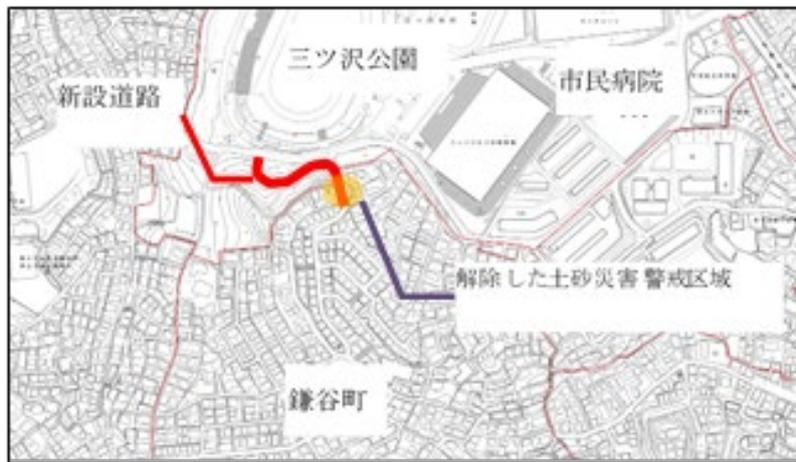 三ツ沢公園
市民病院
新設道路
解除した土砂災害警戒区域
鎌谷町